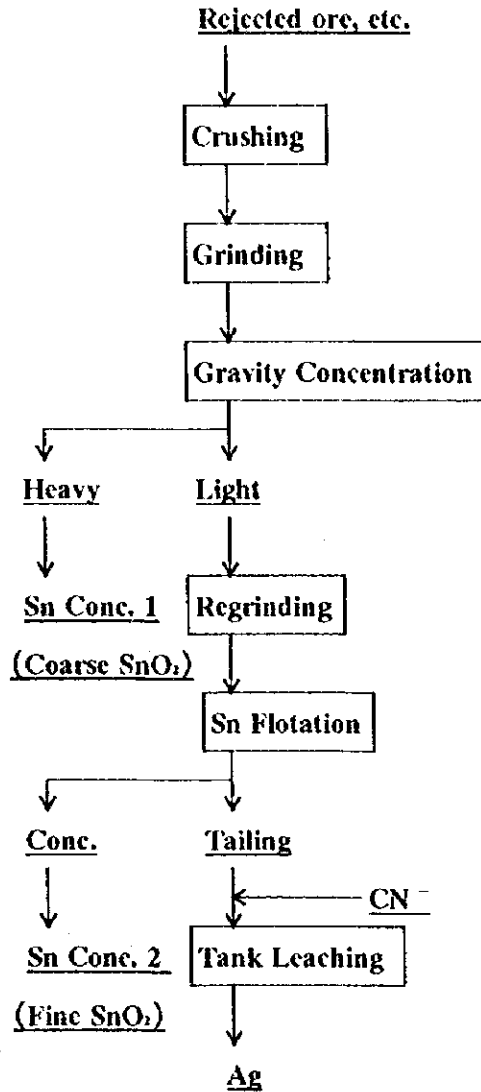 Rejected ore, etc.
Crushing
Grinding
Gravity Concentration
Heavy
Light
Sn Conc. 1
(Coarse SnO₂)
Regrinding
Sn Flotation
Conc.
Tailing
CN⁻
Sn Conc. 2
(Fine SnO₂)
Tank Leaching
Ag